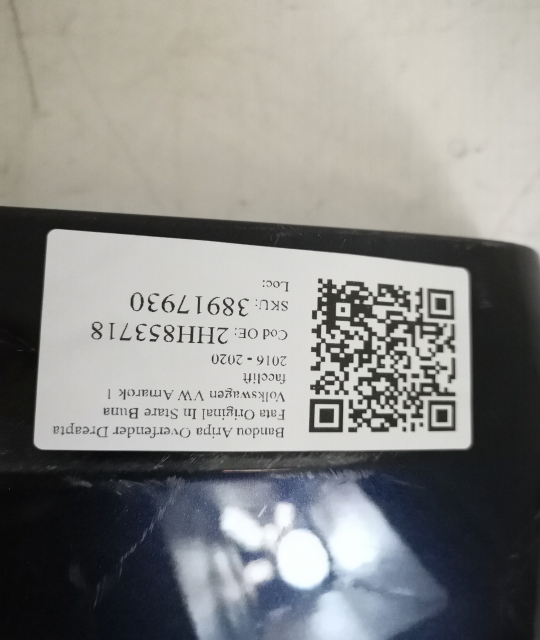 Bandou Aripa Overfender Dreapta
Fata Original In Stare Buna
Volkswagen VW Amarok 1
facelift
2016 - 2020
Cod OE: 2HH853718
SKU: 38917930
Loc: